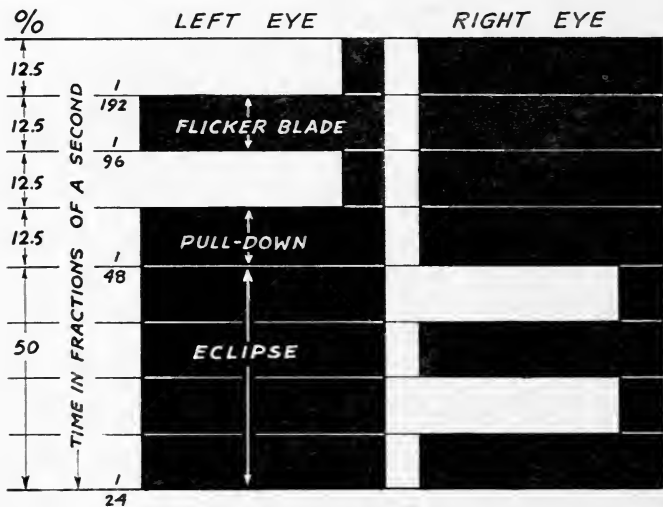 % LEFT EYE RIGHT EYE
12.5
1
192
12.5 FLICKER BLADE
1
96
12.5
12.5 PULL-DOWN
1
48
50 ECLIPSE
TIME IN FRACTIONS OF A SECOND
1
24